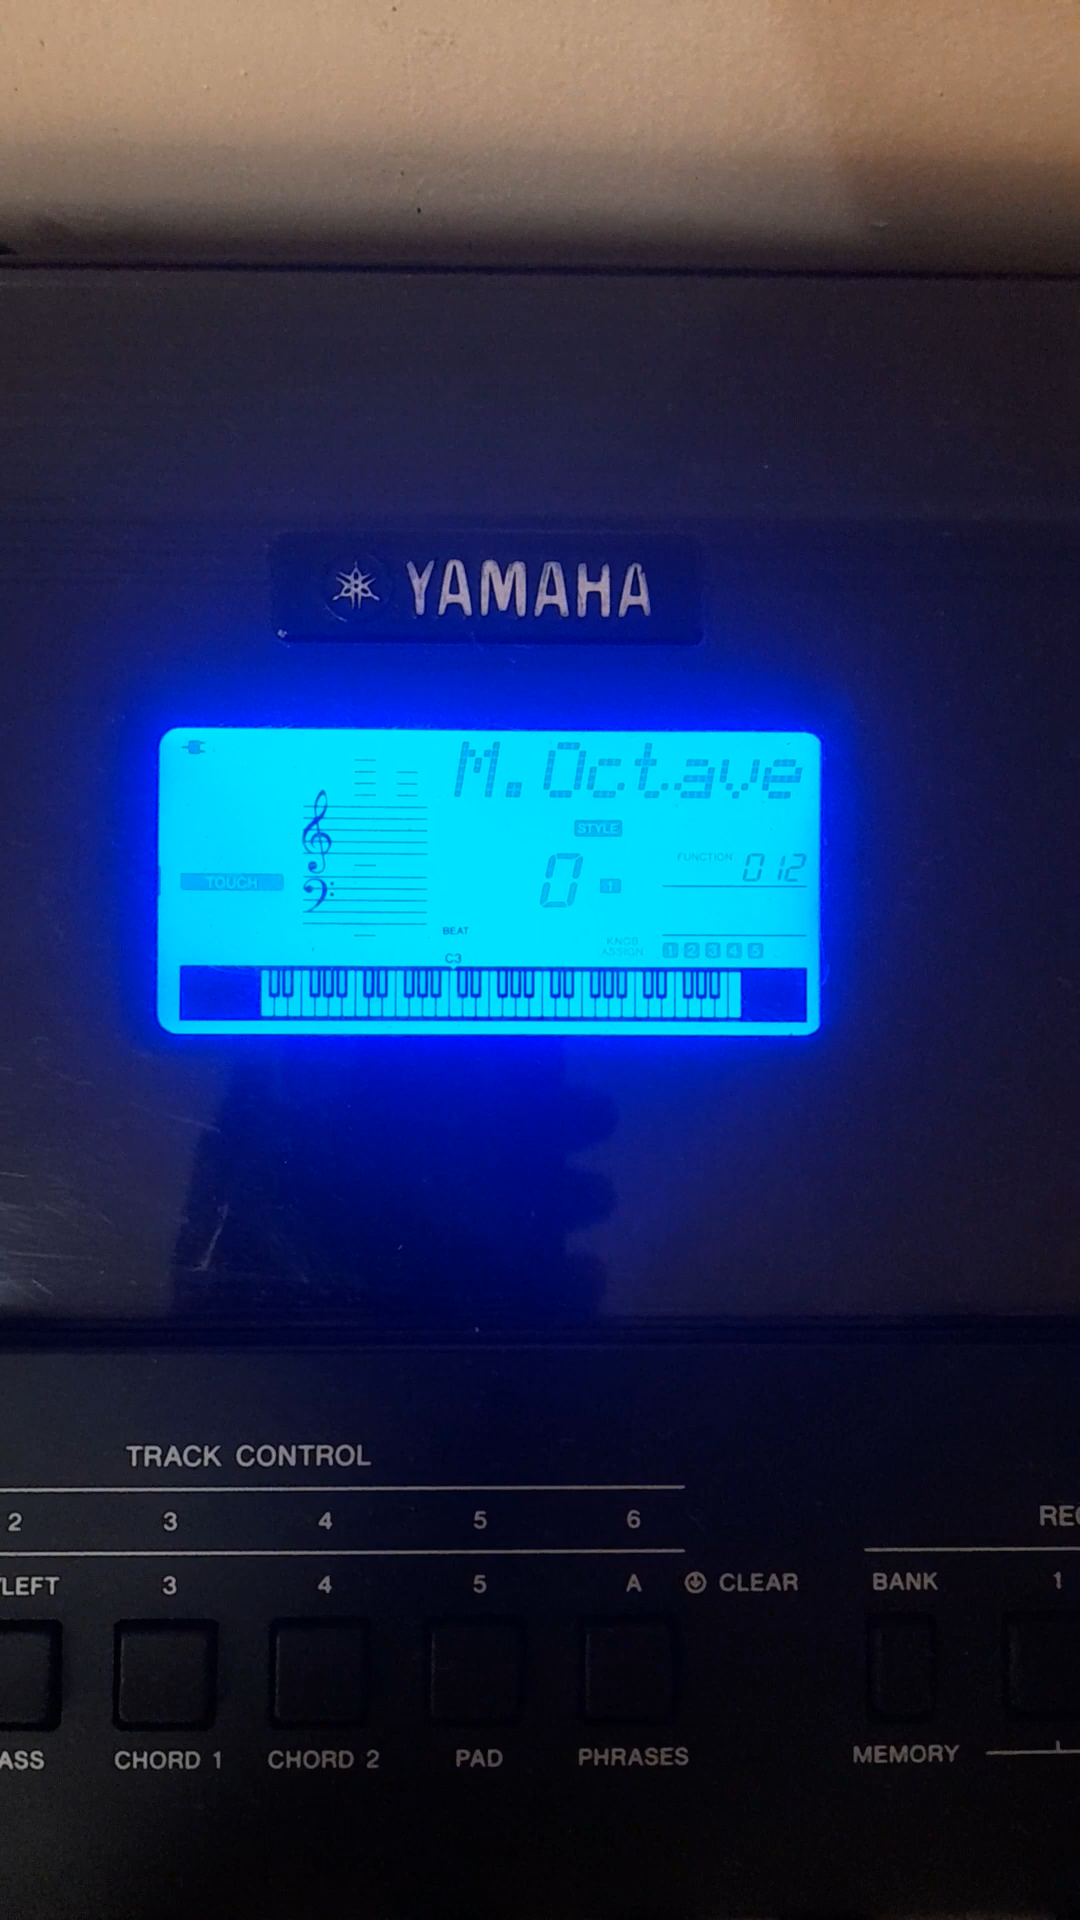 YAMAHA
M.Octave
STYLE
FUNCTION 012
TOUCH
0 1
BEAT
KNOB
ASSIGN 1 2 3 4 5
C3
TRACK CONTROL
2 3 4 5 6
REC
/LEFT 3 4 5 A CLEAR BANK 1
ASS CHORD 1 CHORD 2 PAD PHRASES MEMORY